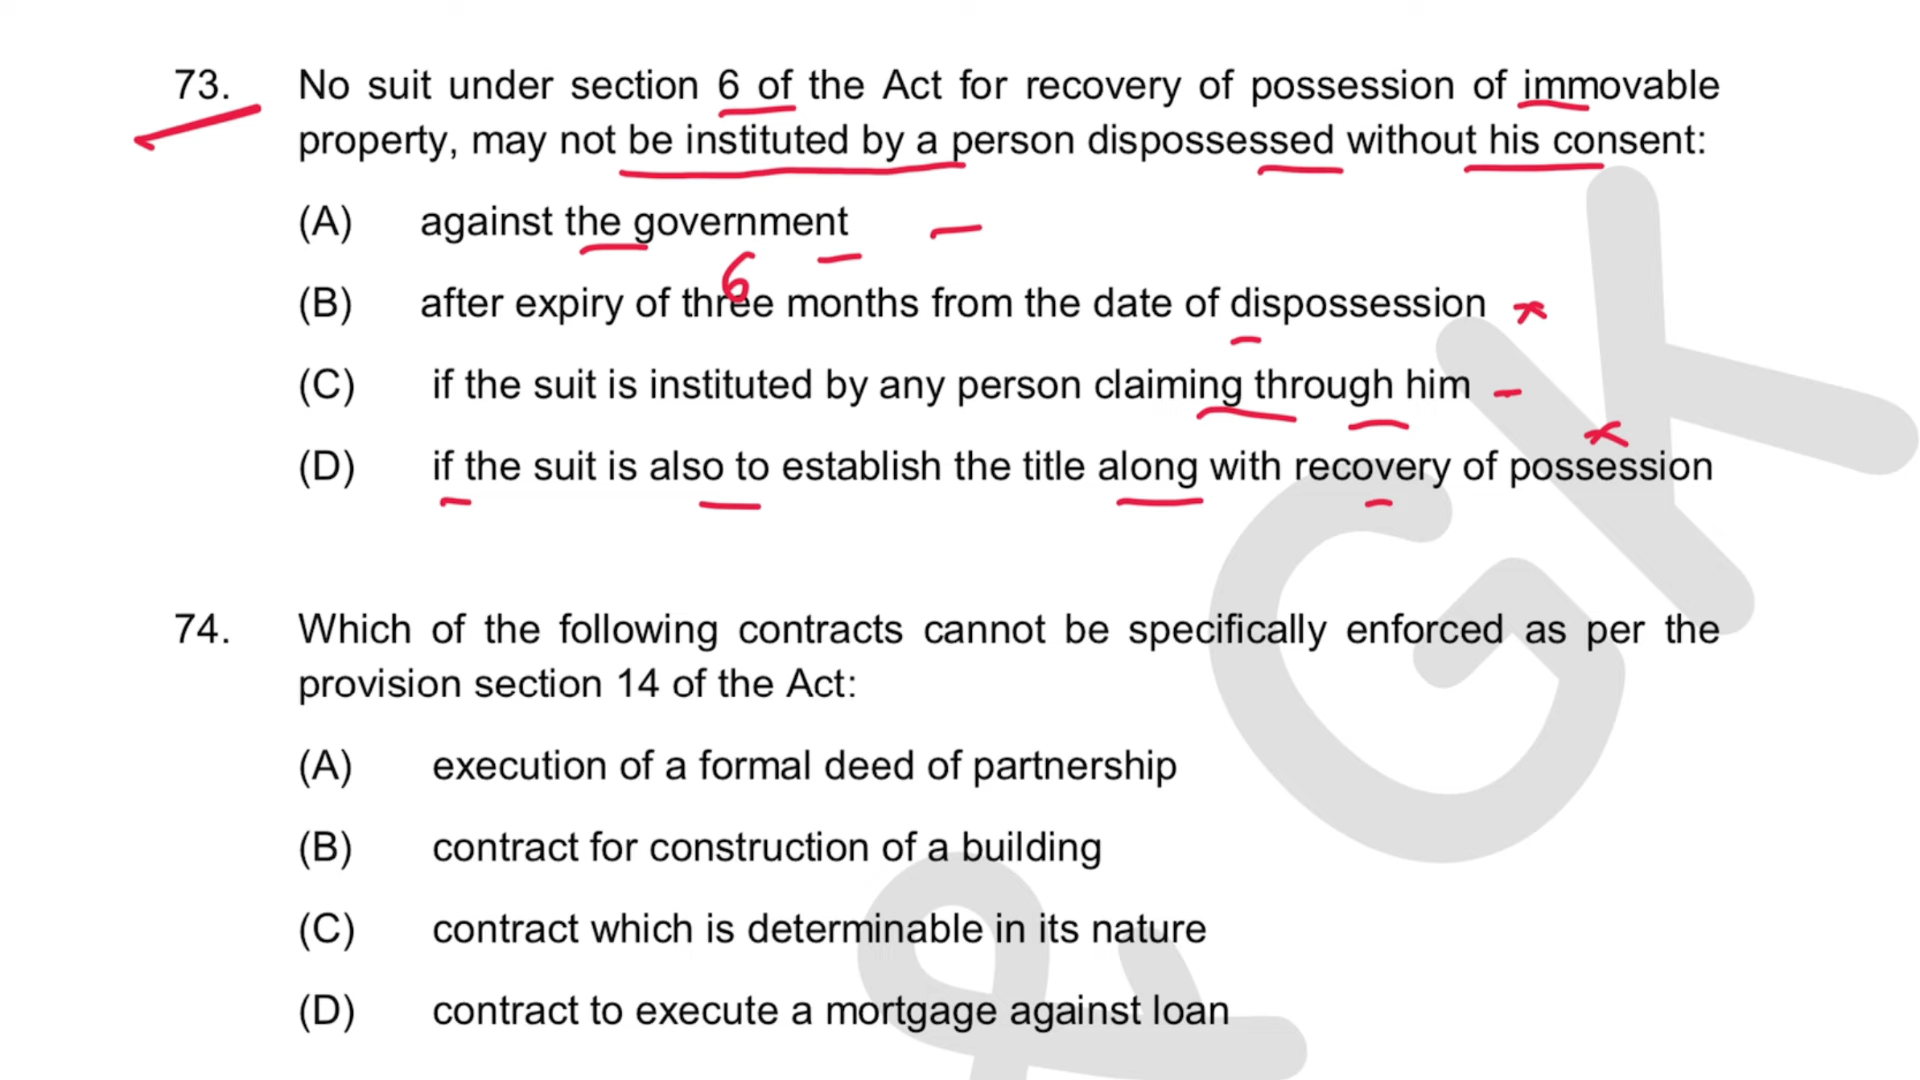 73. No suit under section 6 of the Act for recovery of possession of immovable
property, may not be instituted by a person dispossessed without his consent:
(A) against the government
6
(B) after expiry of three months from the date of dispossession
(C) if the suit is instituted by any person claiming through him
(D) if the suit is also to establish the title along with recovery of possession
74. Which of the following contracts cannot be specifically enforced as per the
provision section 14 of the Act:
(A) execution of a formal deed of partnership
(B) contract for construction of a building
(C) contract which is determinable in its nature
(D) contract to execute a mortgage against loan
& GK